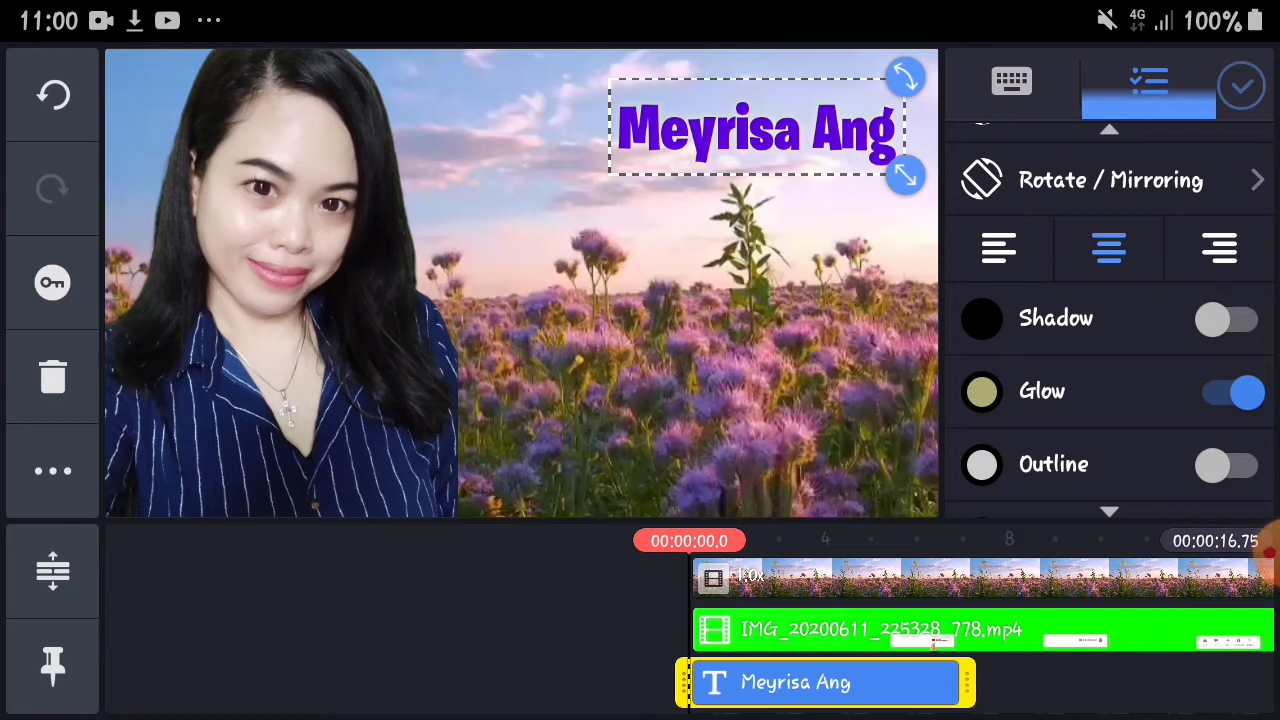 11:00
4G
100%
Meyrisa Ang
Rotate / Mirroring
Shadow
Glow
Outline
00:00:00.0
4
8
00:00:16.75
1.0x
IMG_20200611_225328_778.mp4
T Meyrisa Ang